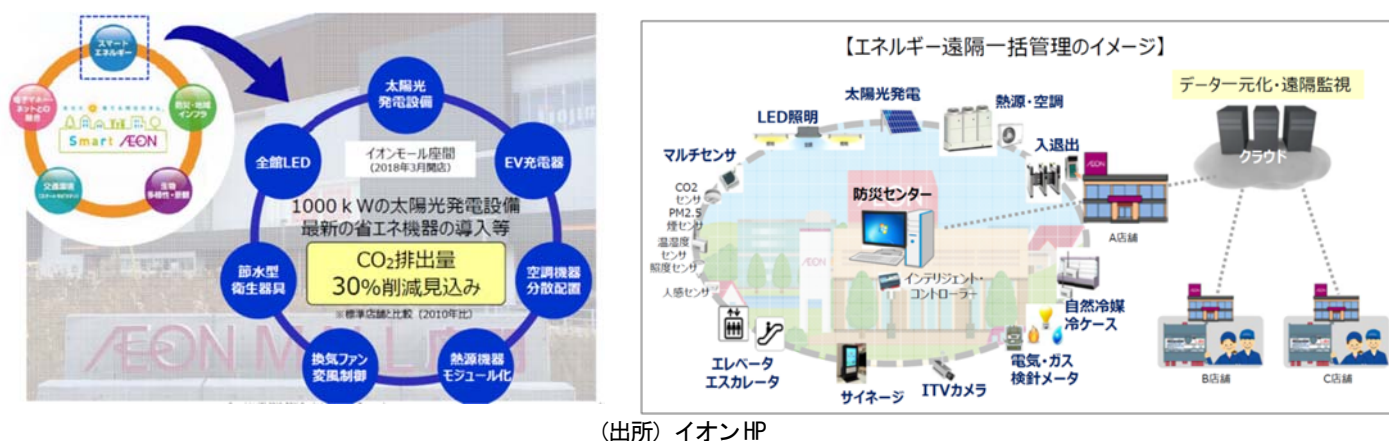 スマート
エネルギー
防災・地域
インフラ
生物
多様性・景観
交通環境
電子マネー・
ネットとの
融合
Smart ÆON
太陽光
発電設備
EV充電器
空調機器
分散配置
熱源機器
モジュール化
換気ファン
変風制御
節水型
衛生器具
全館LED
イオンモール座間
(2018年3月開店)
1000kWの太陽光発電設備
最新の省エネ機器の導入等
CO₂排出量
30%削減見込み
※標準店舗と比較(2010年比)
ÆON MALL
【エネルギー遠隔一括管理のイメージ】
データ一元化・遠隔監視
クラウド
太陽光発電
LED照明
熱源・空調
マルチセンサ
入退出
CO2
センサ
PM2.5
煙センサ
温湿度
センサ
照度センサ
人感センサ
防災センター
インテリジェント・
コントローラー
A店舗
自然冷媒
冷ケース
電気・ガス
検針メータ
ITVカメラ
サイネージ
エレベータ
エスカレータ
B店舗
C店舗
(出所)イオンHP